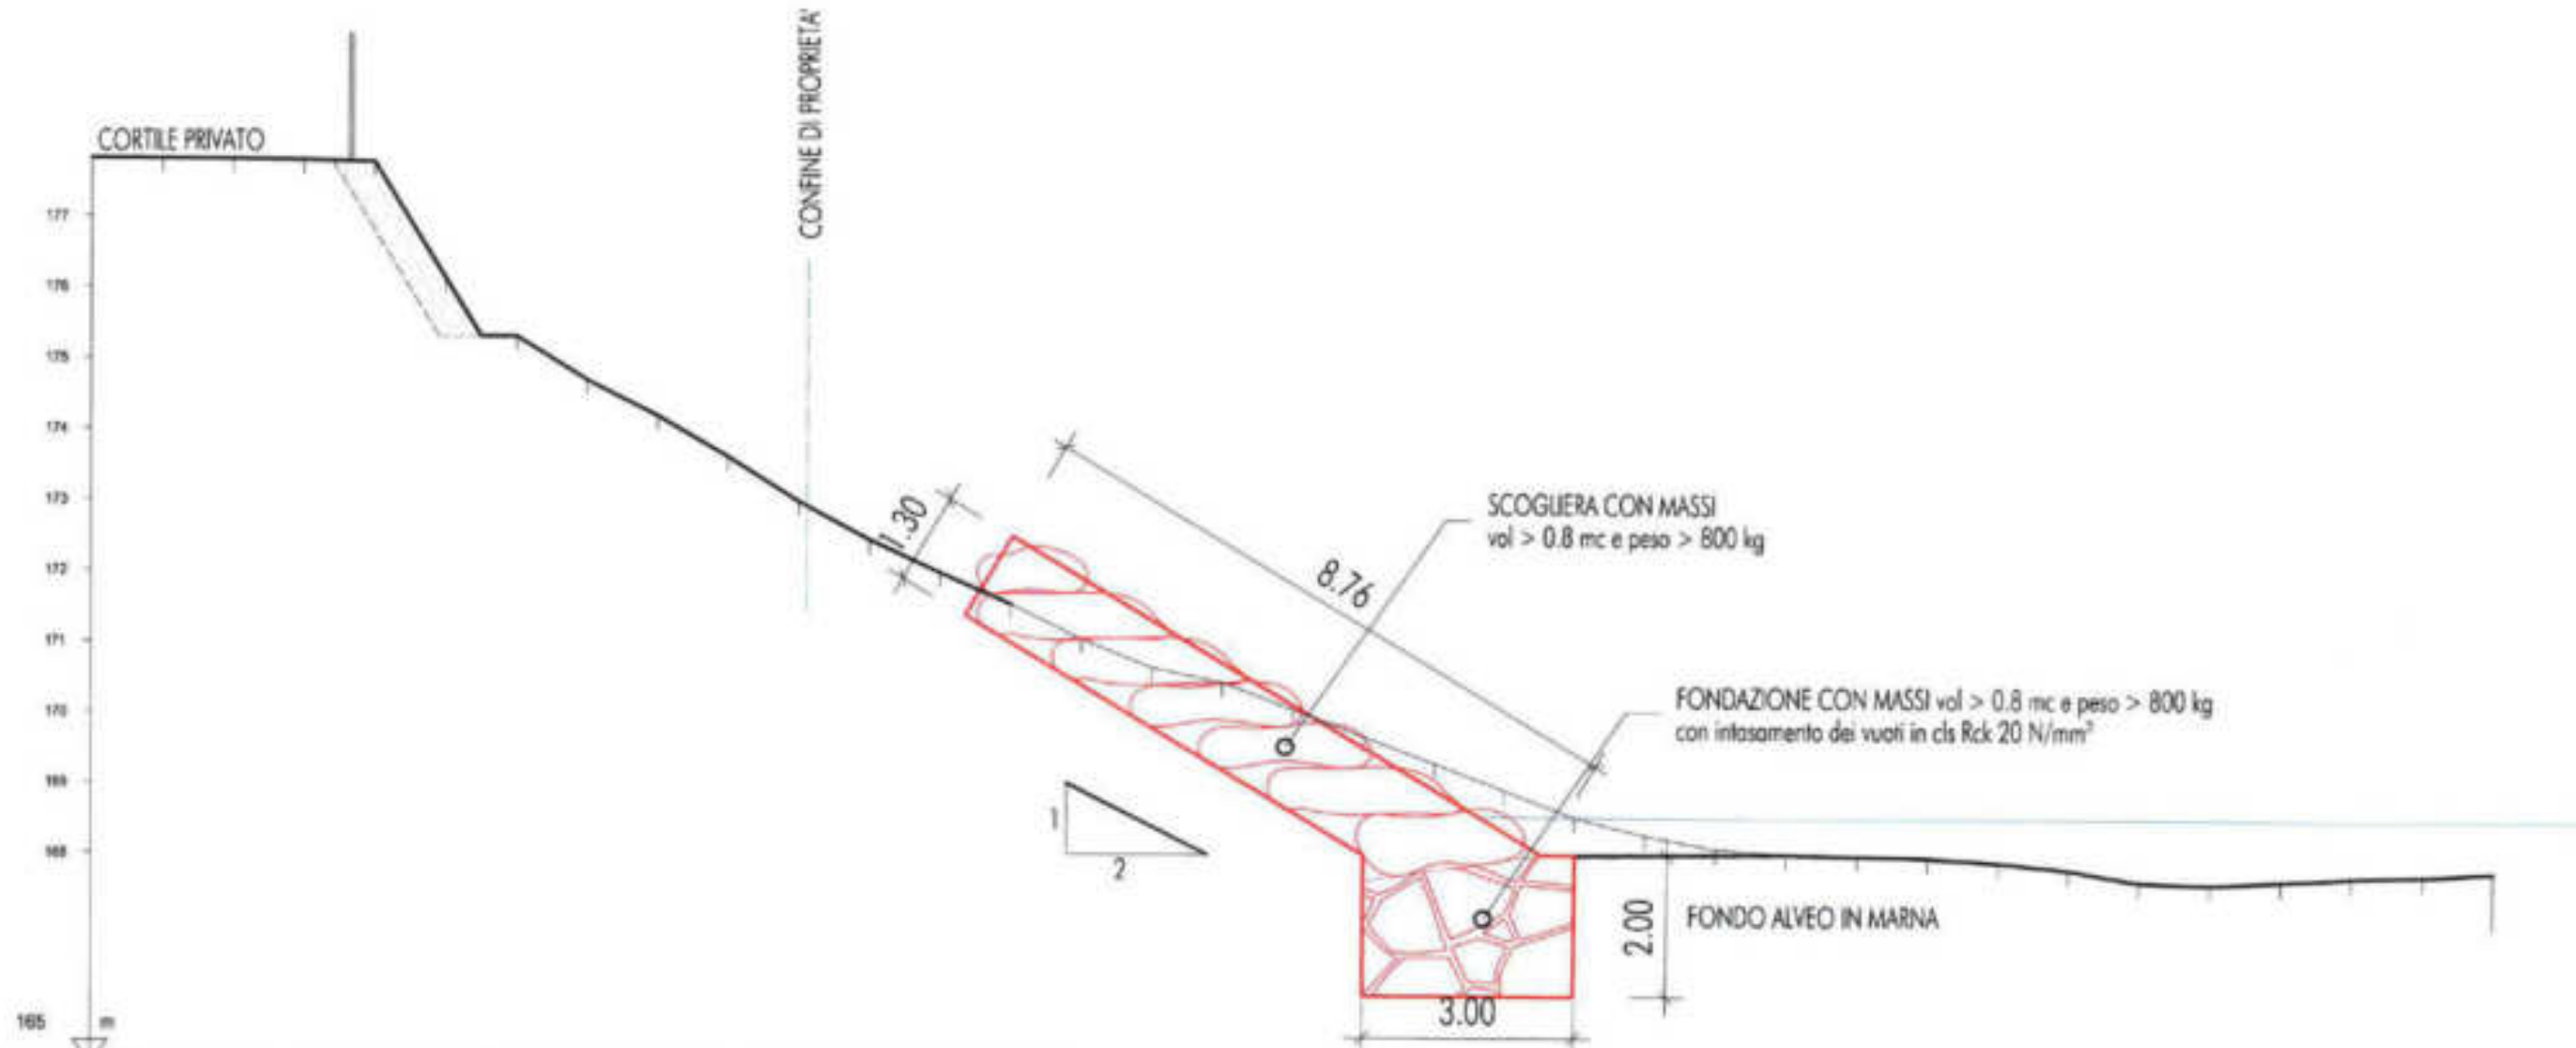 CORTILE PRIVATO
CONFINE DI PROPRIETA'
177
176
175
174
173
172
171
170
169
168
165 m
1.30
8.76
SCOGLIERA CON MASSI
vol > 0.8 mc e peso > 800 kg
FONDAZIONE CON MASSI vol > 0.8 mc e peso > 800 kg
con intasamento dei vuoti in cls Rck 20 N/mm²
1
2
2.00
FONDO ALVEO IN MARNA
3.00